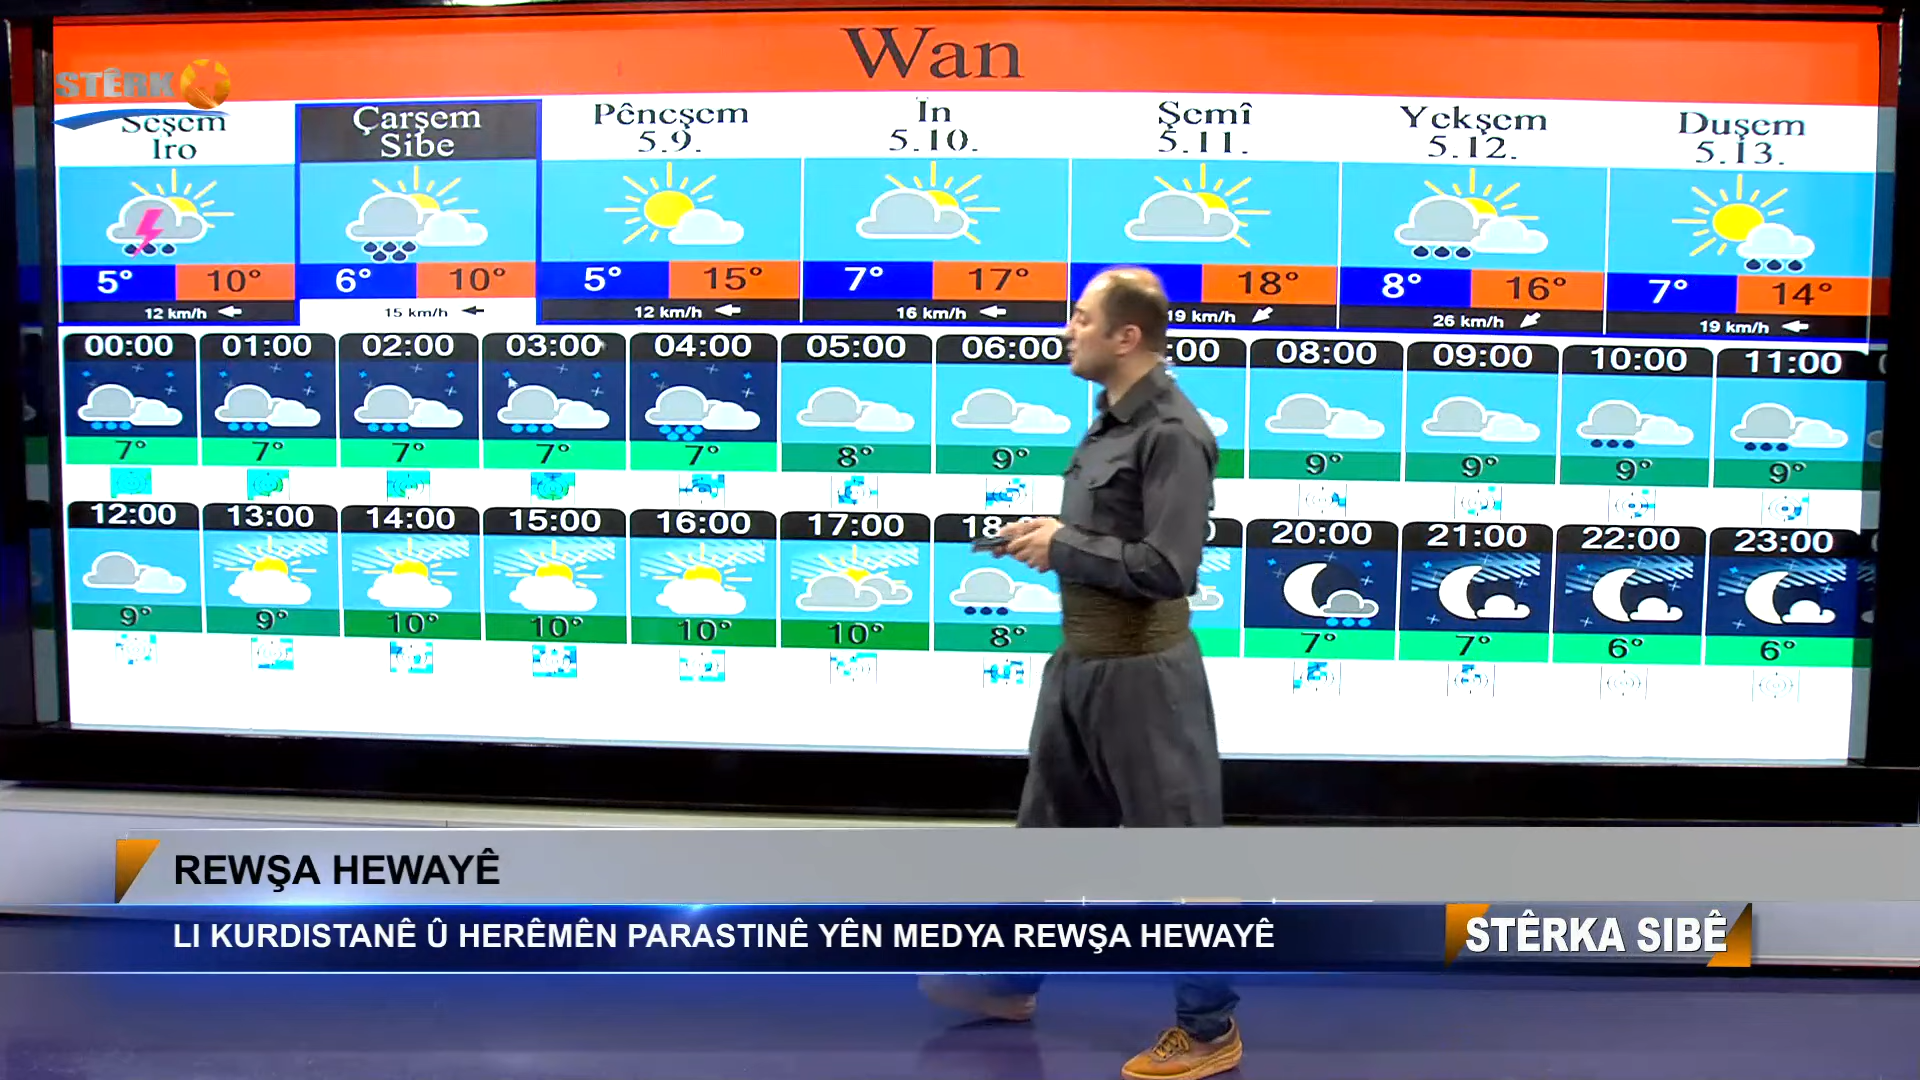 Wan
STÊRK
Sêşem
Îro
Çarşem
Sibe
Pêncşem
5.9.
În
5.10.
Şemî
5.11.
Yekşem
5.12.
Duşem
5.13.
5° 10°
6° 10°
5° 15°
7° 17°
18°
8° 16°
7° 14°
12 km/h
15 km/h
12 km/h
16 km/h
19 km/h
26 km/h
19 km/h
00:00 01:00 02:00 03:00 04:00 05:00 06:00 :00 08:00 09:00 10:00 11:00
7° 7° 7° 7° 7° 8° 9° 9° 9° 9° 9°
12:00 13:00 14:00 15:00 16:00 17:00 18 20:00 21:00 22:00 23:00
9° 9° 10° 10° 10° 10° 8° 7° 7° 6° 6°
REWŞA HEWAYÊ
LI KURDISTANÊ Û HERÊMÊN PARASTINÊ YÊN MEDYA REWŞA HEWAYÊ
STÊRKA SIBÊ